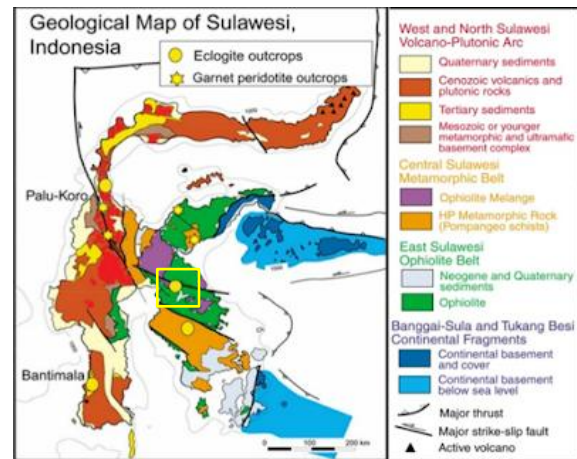 Geological Map of Sulawesi,
Indonesia
Eclogite outcrops
Garnet peridotite outcrops
Palu-Koro
Bantimala
0 100 200 km
West and North Sulawesi
Volcano-Plutonic Arc
Quaternary sediments
Cenozoic volcanics and
plutonic rocks
Tertiary sediments
Mesozoic or younger
metamorphic and ultramafic
basement complex
Central Sulawesi
Metamorphic Belt
Ophiolite Melange
HP Metamorphic Rock
(Pompangeo schists)
East Sulawesi
Ophiolite Belt
Neogene and Quaternary
sediments
Ophiolite
Banggai-Sula and Tukang Besi
Continental Fragments
Continental basement
and cover
Continental basement
below sea level
Major thrust
Major strike-slip fault
Active volcano